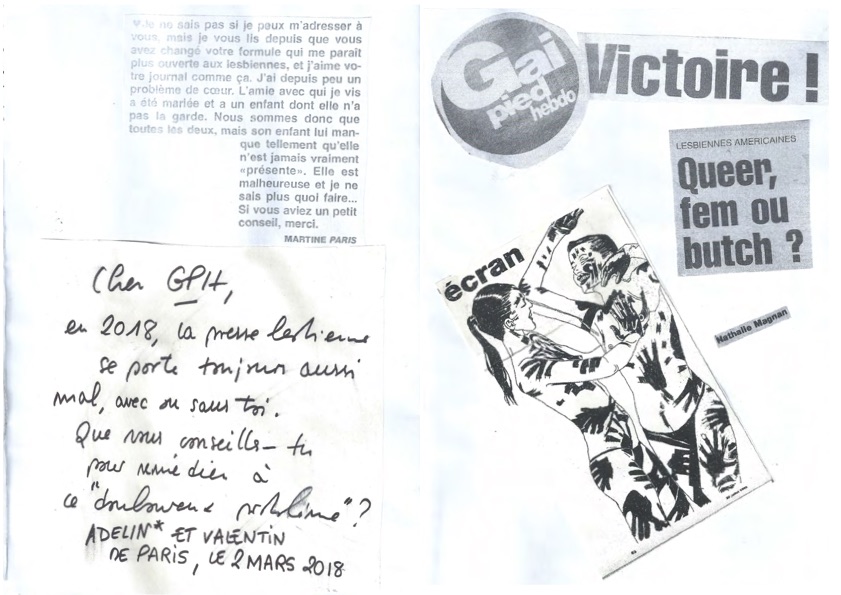 ♥Je ne sais pas si je peux m'adresser à
vous, mais je vous lis depuis que vous
avez changé votre formule qui me paraît
plus ouverte aux lesbiennes, et j'aime vo-
tre journal comme ça. J'ai depuis peu un
problème de cœur. L'amie avec qui je vis
a été mariée et a un enfant dont elle n'a
pas la garde. Nous sommes donc que
toutes les deux, mais son enfant lui man-
que tellement qu'elle
n'est jamais vraiment
«présente». Elle est
malheureuse et je ne
sais plus quoi faire...
Si vous aviez un petit
conseil, merci.
MARTINE PARIS
Cher GPH,
en 2018, la presse lesbienne
se porte toujours aussi
mal, avec ou sans toi.
Que nous conseilles-tu
pour remédier à
ce "douloureux problème"?
ADELIN* ET VALENTIN
DE PARIS, LE 2 MARS 2018
Gai
pied
hebdo
Victoire !
LESBIENNES AMERICAINES
Queer,
fem ou
butch ?
écran
Nathalie Magnan